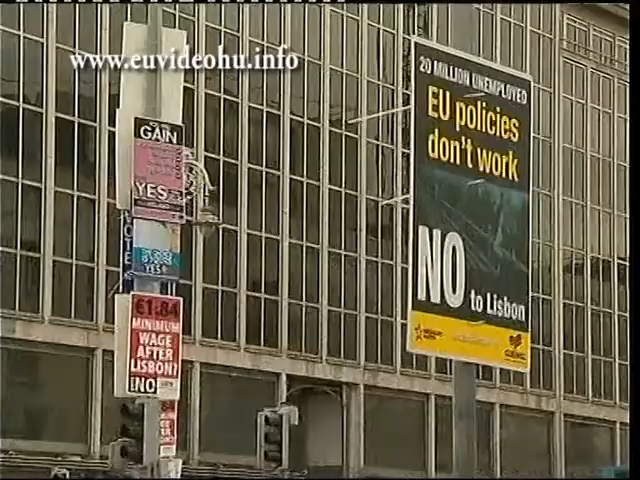 www.euvideohu.info
20 MILLION UNEMPLOYED
EU policies
don't work
NO to Lisbon
GAIN
YES
VOTE
YES
€1.84
MINIMUM
WAGE
AFTER
LISBON?
NO